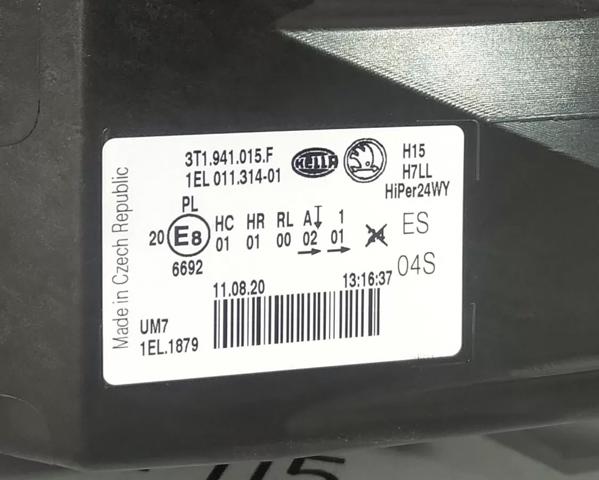 Made in Czech Republic
3T1.941.015.F
1EL 011.314-01
HELLA
H15
H7LL
HiPer24WY
PL
20 E8
6692
HC HR RL A 1
01 01 00 02 01
ES
04S
11.08.20 13:16:37
UM7
1EL.1879